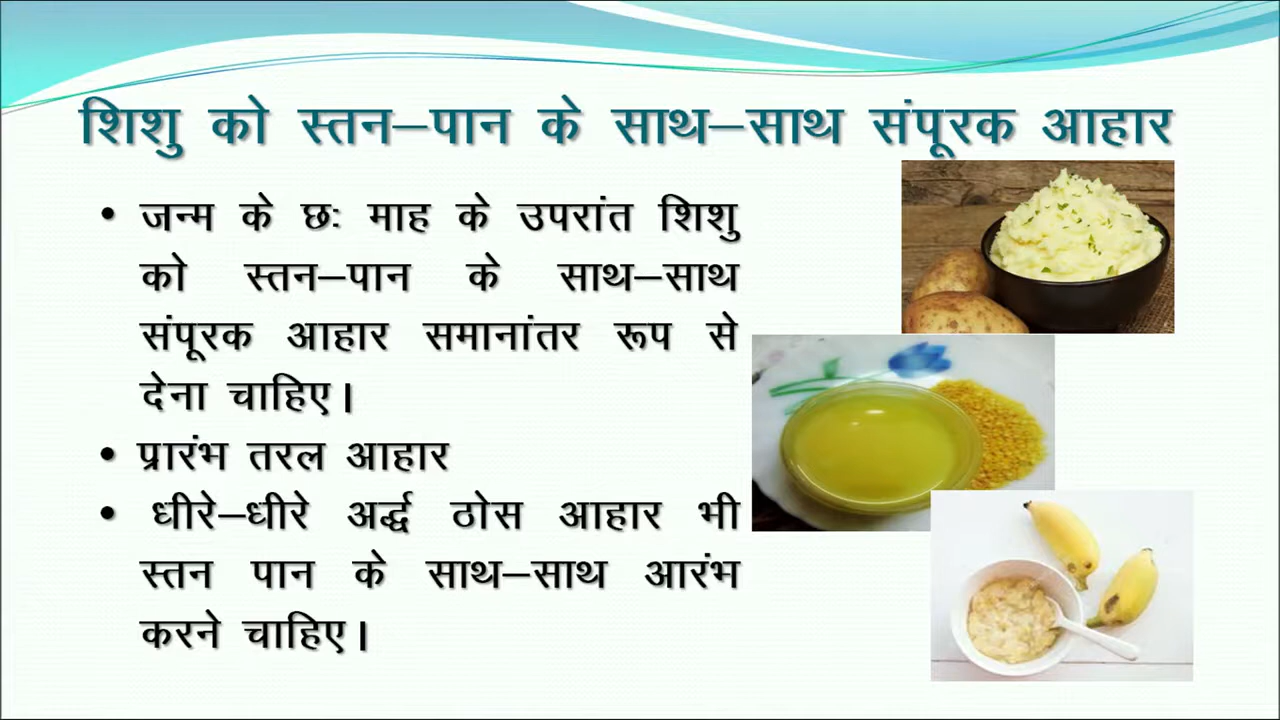 शिशु को स्तन–पान के साथ–साथ संपूरक आहार
• जन्म के छः माह के उपरांत शिशु
को स्तन–पान के साथ–साथ
संपूरक आहार समानांतर रूप से
देना चाहिए।
• प्रारंभ तरल आहार
• धीरे–धीरे अर्द्ध ठोस आहार भी
स्तन पान के साथ–साथ आरंभ
करने चाहिए।